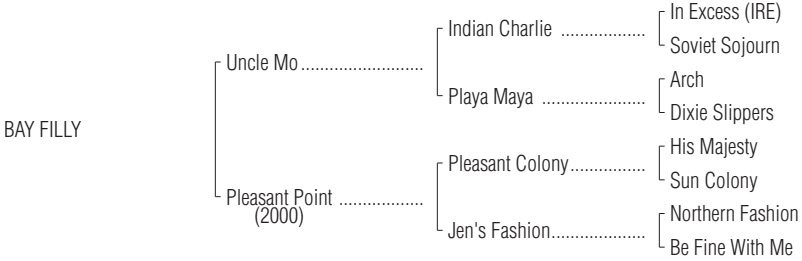 In Excess (IRE)
Indian Charlie ...................
Soviet Sojourn
Uncle Mo..........................
Arch
Playa Maya ......................
Dixie Slippers
BAY FILLY
His Majesty
Pleasant Colony................
Sun Colony
Pleasant Point ..................
(2000)
Northern Fashion
Jen's Fashion....................
Be Fine With Me